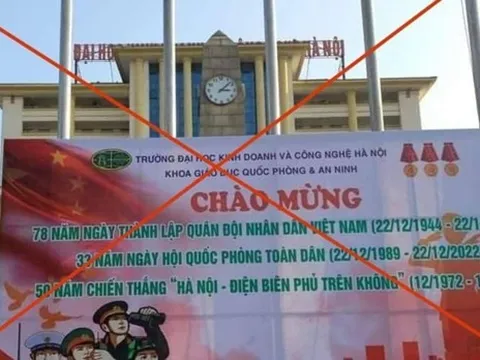 ĐẠI HỌC HÀ NỘI
TRƯỜNG ĐẠI HỌC KINH DOANH VÀ CÔNG NGHỆ HÀ NỘI
KHOA GIÁO DỤC QUỐC PHÒNG & AN NINH
CHÀO MỪNG
78 NĂM NGÀY THÀNH LẬP QUÂN ĐỘI NHÂN DÂN VIỆT NAM (22/12/1944 - 22/1
33 NĂM NGÀY HỘI QUỐC PHÒNG TOÀN DÂN (22/12/1989 - 22/12/2022
50 NĂM CHIẾN THẮNG "HÀ NỘI - ĐIỆN BIÊN PHỦ TRÊN KHÔNG" (12/1972 - 1